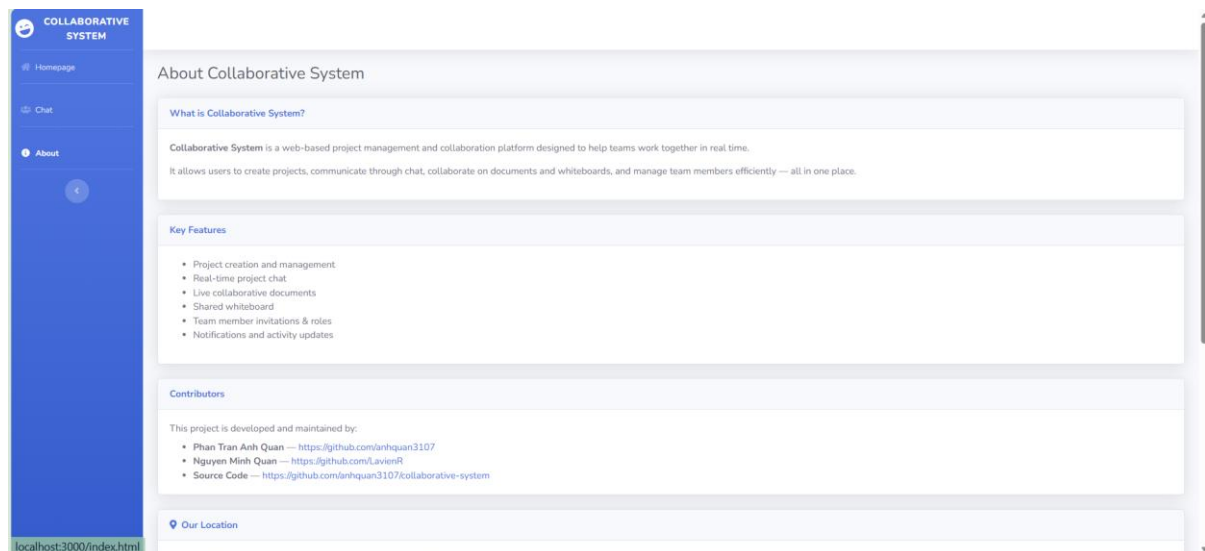 COLLABORATIVE
SYSTEM
Homepage
Chat
About
About Collaborative System
What is Collaborative System?
Collaborative System is a web-based project management and collaboration platform designed to help teams work together in real time.
It allows users to create projects, communicate through chat, collaborate on documents and whiteboards, and manage team members efficiently — all in one place.
Key Features
• Project creation and management
• Real-time project chat
• Live collaborative documents
• Shared whiteboard
• Team member invitations & roles
• Notifications and activity updates
Contributors
This project is developed and maintained by:
• Phan Tran Anh Quan — https://github.com/anhquan3107
• Nguyen Minh Quan — https://github.com/LavienR
• Source Code — https://github.com/anhquan3107/collaborative-system
Our Location
localhost:3000/index.html